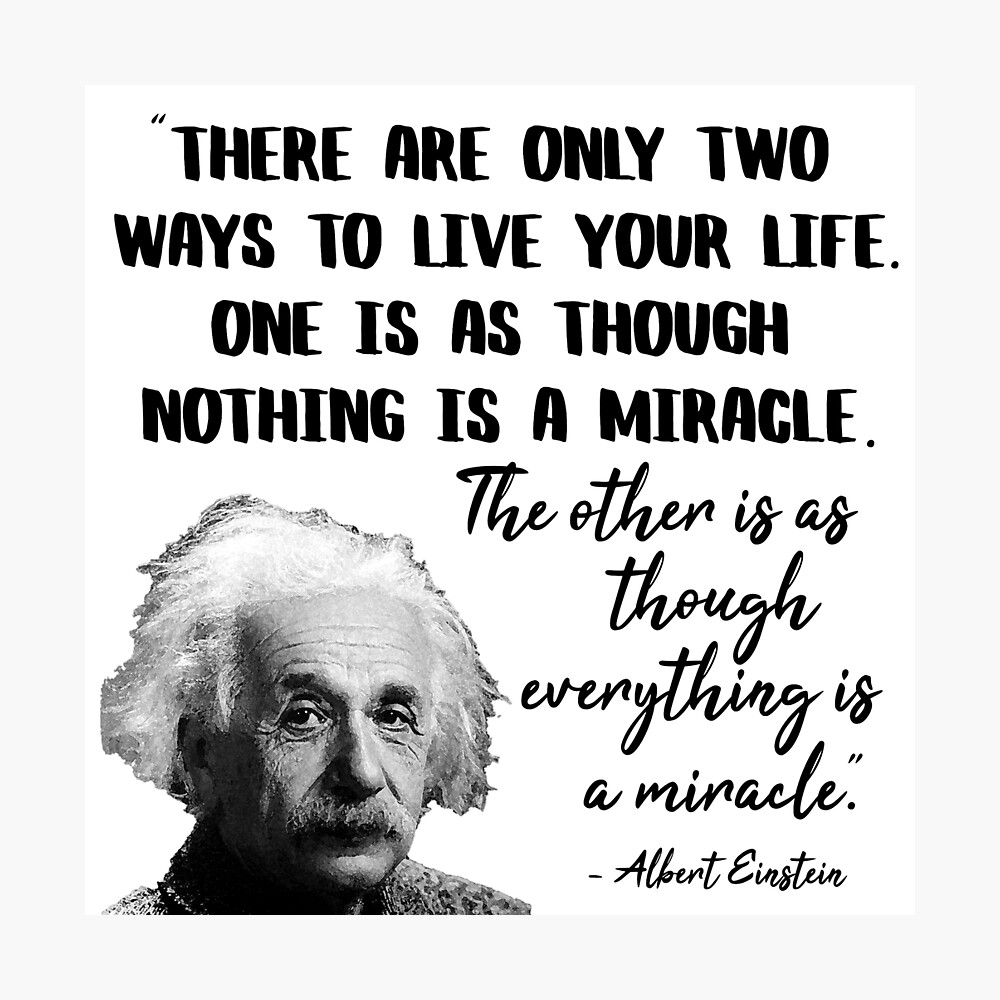 “THERE ARE ONLY TWO
WAYS TO LIVE YOUR LIFE.
ONE IS AS THOUGH
NOTHING IS A MIRACLE.
The other is as
though
everything is
a miracle.”
- Albert Einstein